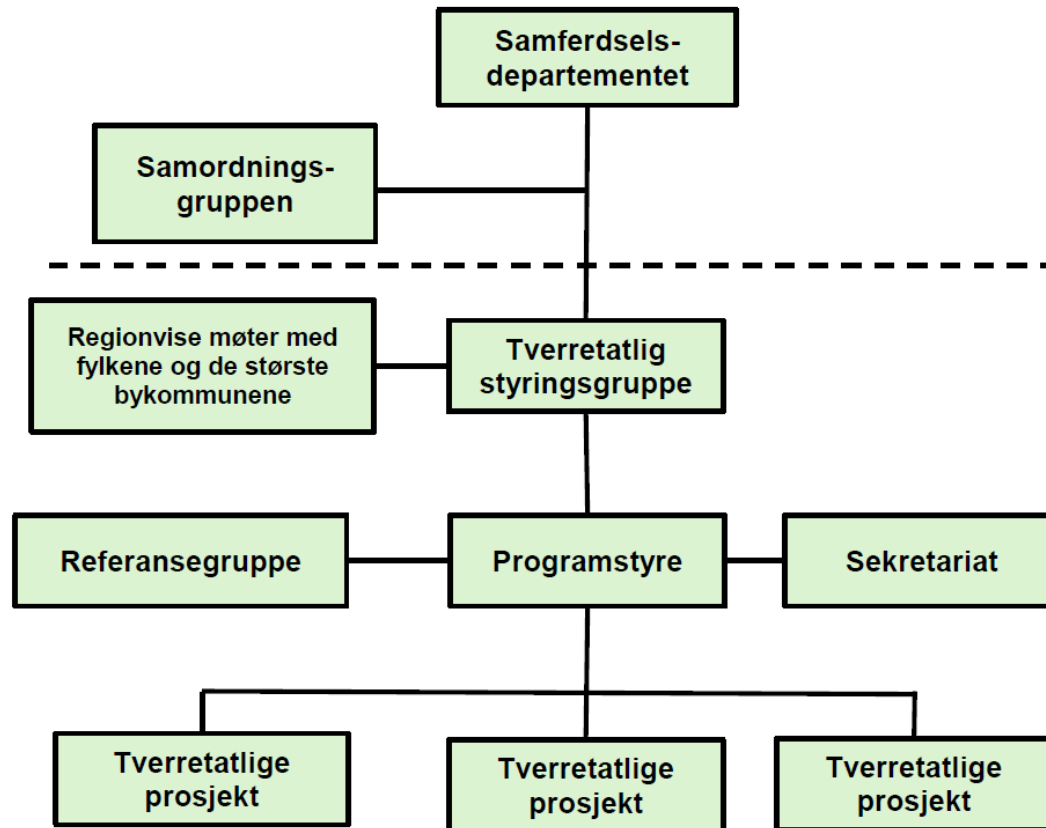 Samferdsels-
departementet
Samordnings-
gruppen
Regionvise møter med
fylkene og de største
bykommunene
Tverretatlig
styringsgruppe
Referansegruppe
Programstyre
Sekretariat
Tverretatlige
prosjekt
Tverretatlige
prosjekt
Tverretatlige
prosjekt